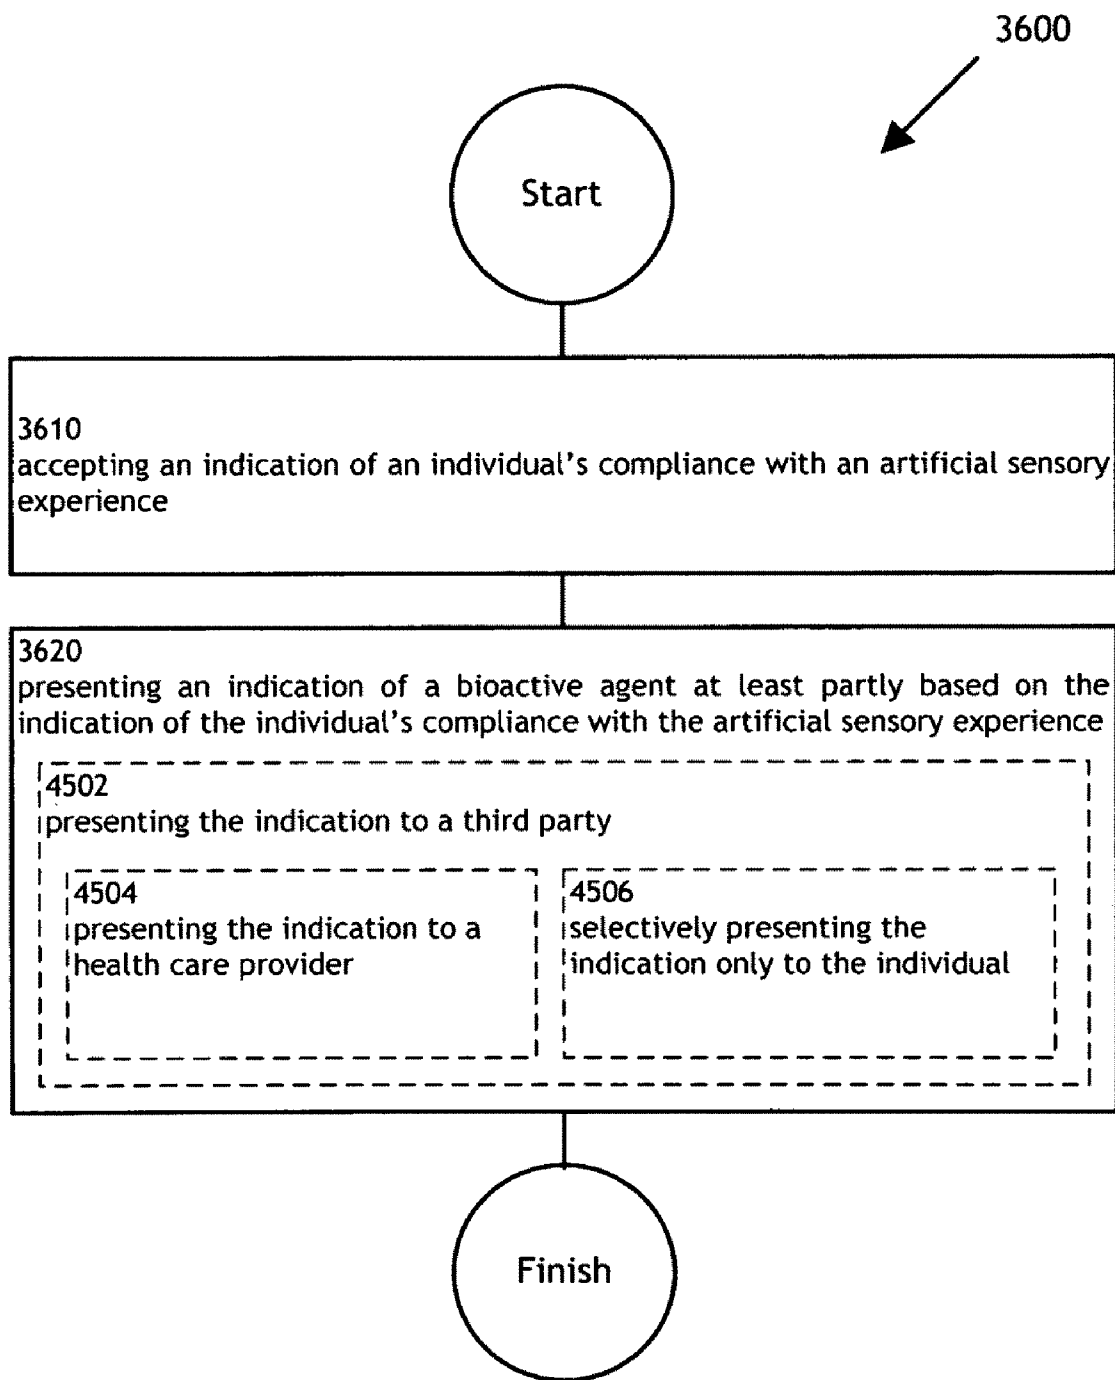 3600
Start
3610
accepting an indication of an individual's compliance with an artificial sensory
experience
3620
presenting an indication of a bioactive agent at least partly based on the
indication of the individual's compliance with the artificial sensory experience
4502
presenting the indication to a third party
4504
presenting the indication to a
health care provider
4506
selectively presenting the
indication only to the individual
Finish